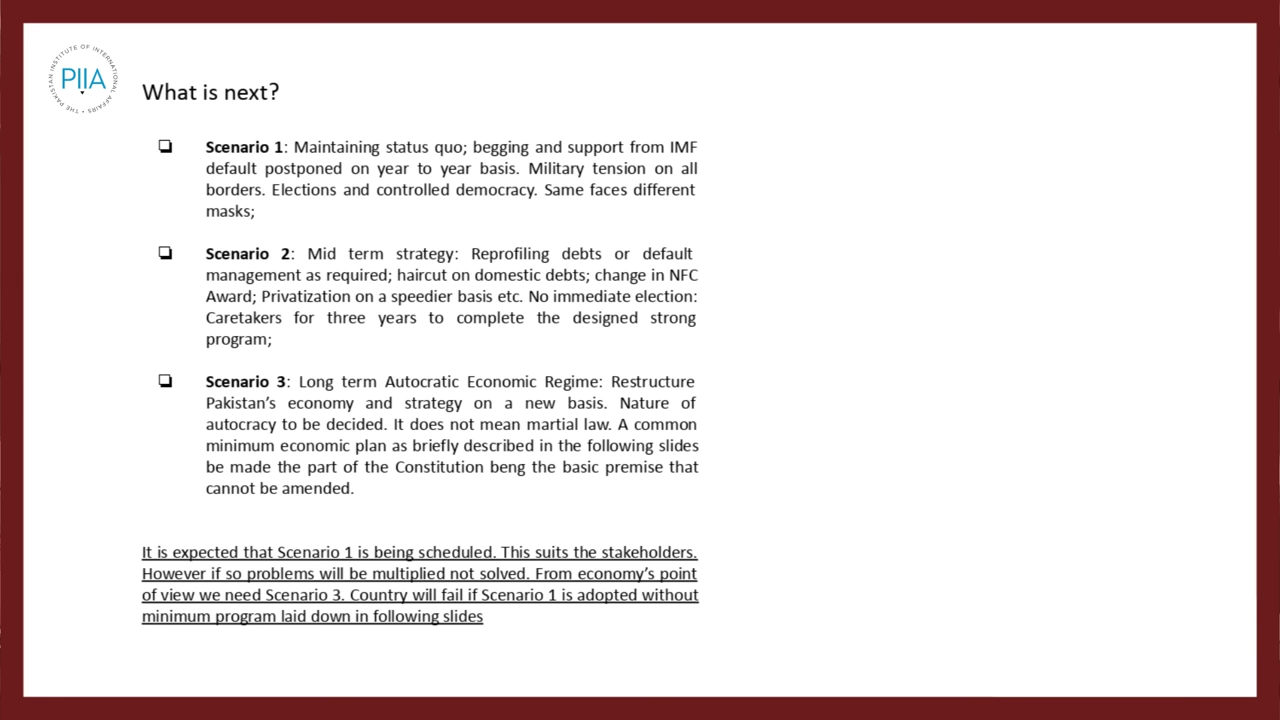 THE PAKISTAN INSTITUTE OF INTERNATIONAL AFFAIRS
PIIA
What is next?
Scenario 1: Maintaining status quo; begging and support from IMF
default postponed on year to year basis. Military tension on all
borders. Elections and controlled democracy. Same faces different
masks;
Scenario 2: Mid term strategy: Reprofiling debts or default
management as required; haircut on domestic debts; change in NFC
Award; Privatization on a speedier basis etc. No immediate election:
Caretakers for three years to complete the designed strong
program;
Scenario 3: Long term Autocratic Economic Regime: Restructure
Pakistan's economy and strategy on a new basis. Nature of
autocracy to be decided. It does not mean martial law. A common
minimum economic plan as briefly described in the following slides
be made the part of the Constitution beng the basic premise that
cannot be amended.
It is expected that Scenario 1 is being scheduled. This suits the stakeholders.
However if so problems will be multiplied not solved. From economy's point
of view we need Scenario 3. Country will fail if Scenario 1 is adopted without
minimum program laid down in following slides